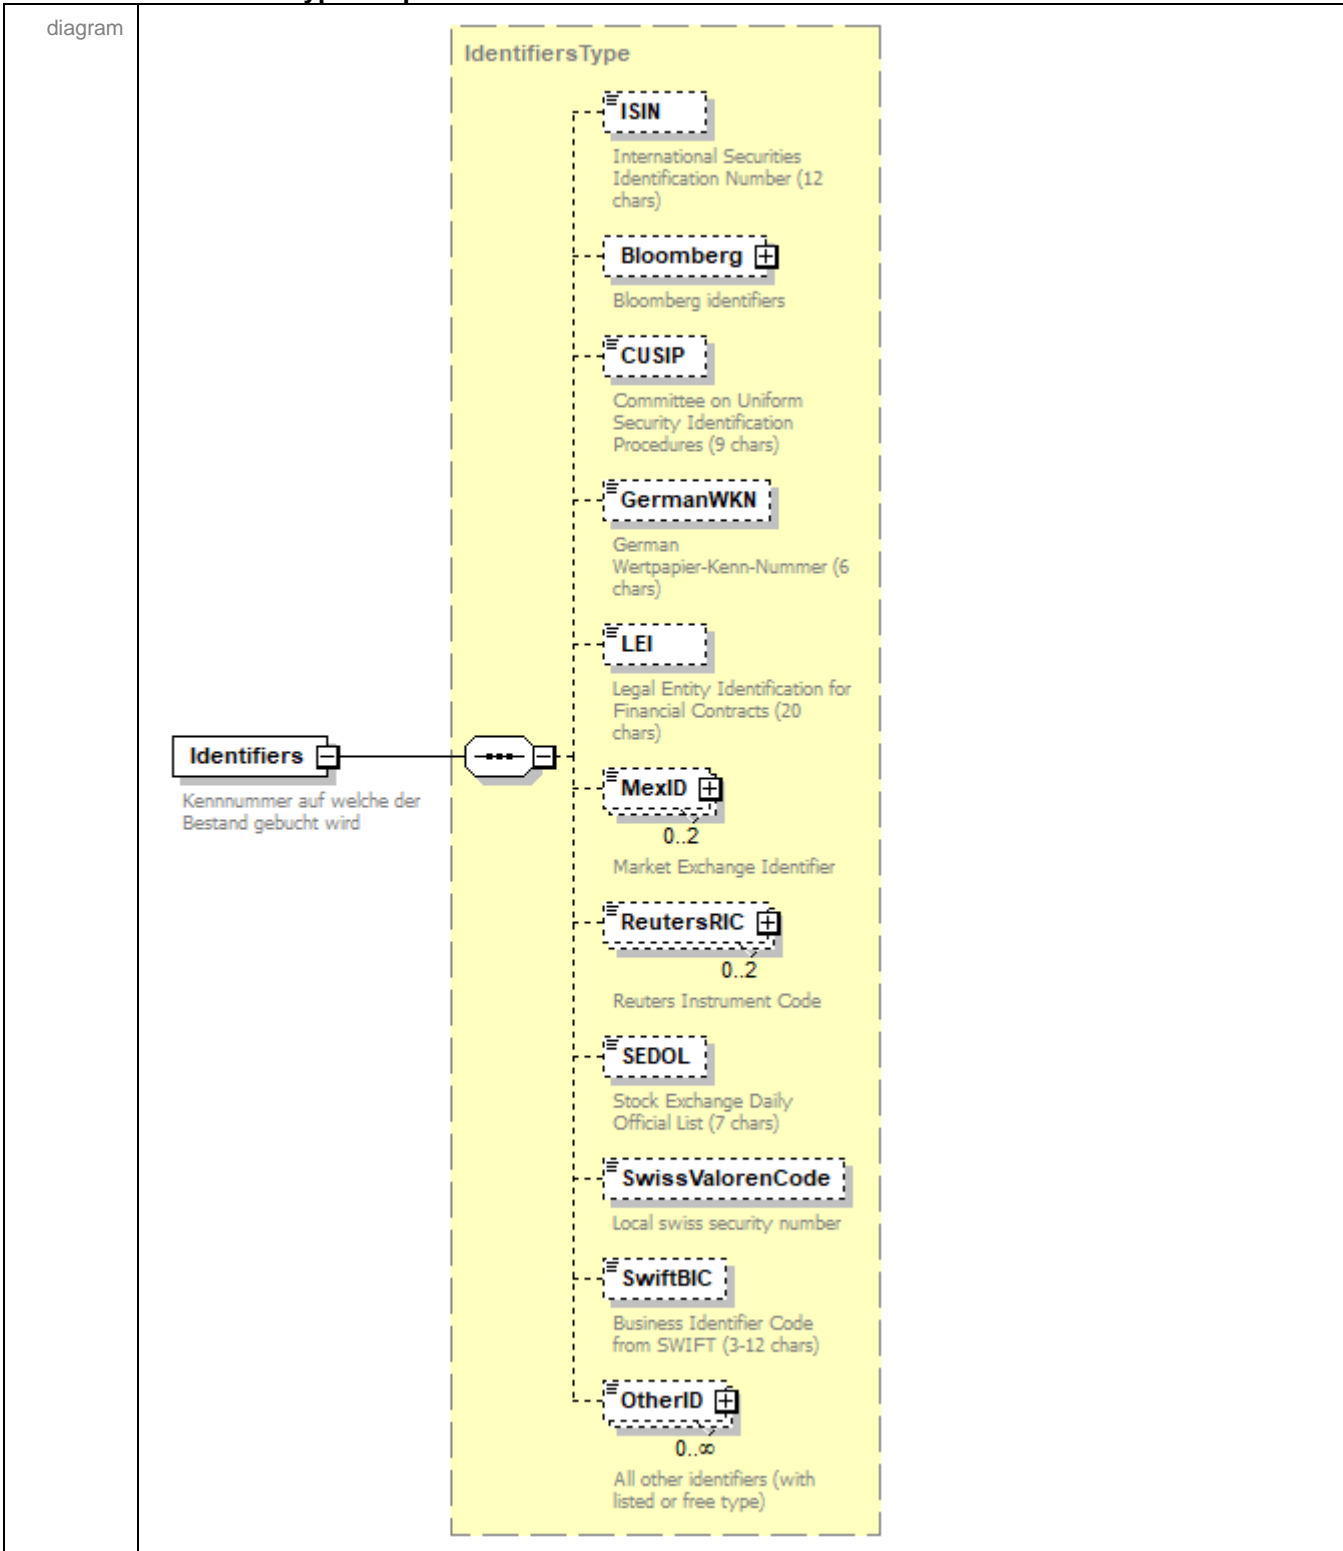 diagram
IdentifiersType
ISIN
International Securities
Identification Number (12
chars)
Bloomberg
Bloomberg identifiers
CUSIP
Committee on Uniform
Security Identification
Procedures (9 chars)
GermanWKN
German
Wertpapier-Kenn-Nummer (6
chars)
LEI
Legal Entity Identification for
Financial Contracts (20
chars)
Identifiers
Kennnummer auf welche der
Bestand gebucht wird
MexID
0..2
Market Exchange Identifier
ReutersRIC
0..2
Reuters Instrument Code
SEDOL
Stock Exchange Daily
Official List (7 chars)
SwissValorenCode
Local swiss security number
SwiftBIC
Business Identifier Code
from SWIFT (3-12 chars)
OtherID
0..∞
All other identifiers (with
listed or free type)